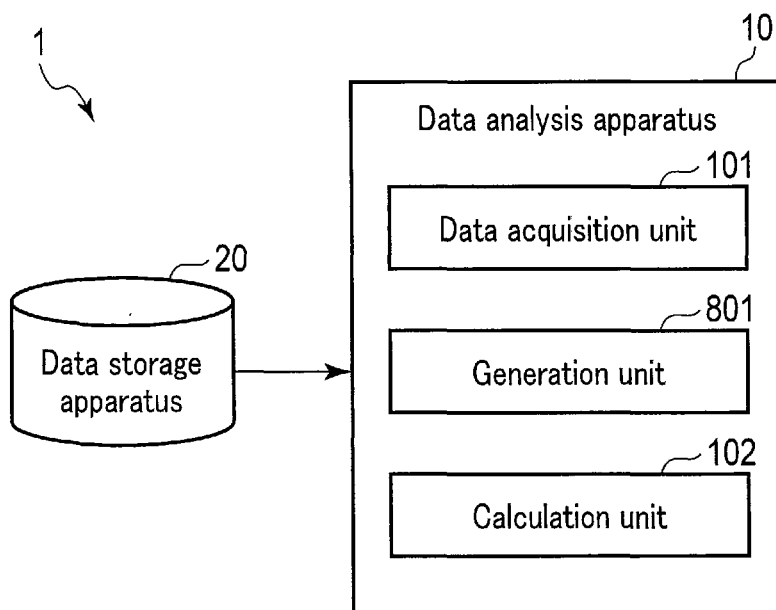 1
10
Data analysis apparatus
101
Data acquisition unit
20
Data storage
apparatus
801
Generation unit
102
Calculation unit